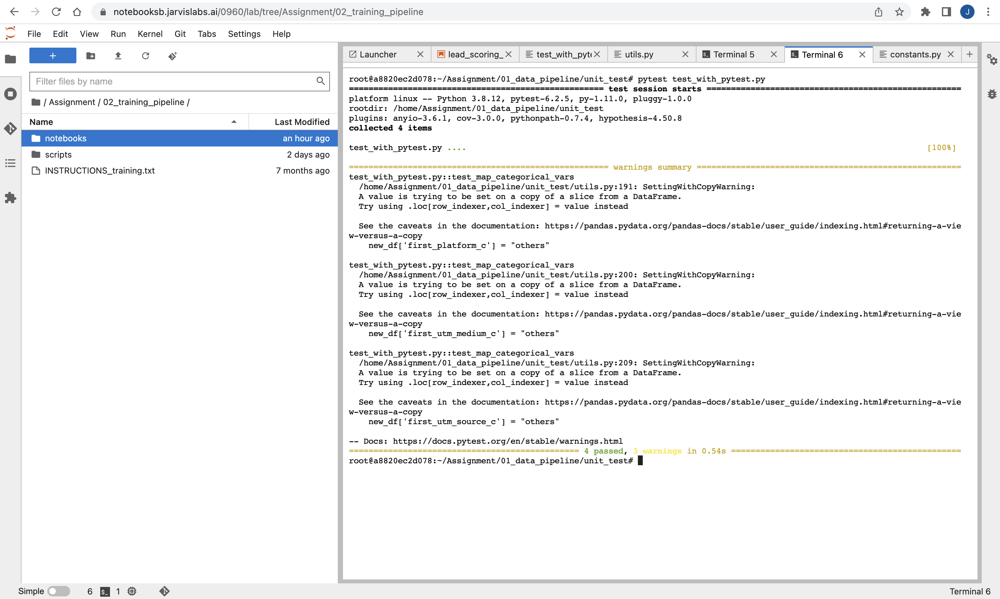 notebooksb.jarvislabs.ai/0960/lab/tree/Assignment/02_training_pipeline
J
File Edit View Run Kernel Git Tabs Settings Help
+
Filter files by name
/ Assignment / 02_training_pipeline /
Name Last Modified
notebooks an hour ago
scripts 2 days ago
INSTRUCTIONS_training.txt 7 months ago
Launcher lead_scoring_ test_with_pyt utils.py Terminal 5 Terminal 6 constants.py +
root@a8820ec2d078:~/Assignment/01_data_pipeline/unit_test# pytest test_with_pytest.py
==================================================== test session starts ====================================================
platform linux -- Python 3.8.12, pytest-6.2.5, py-1.11.0, pluggy-1.0.0
rootdir: /home/Assignment/01_data_pipeline/unit_test
plugins: anyio-3.6.1, cov-3.0.0, pythonpath-0.7.4, hypothesis-4.50.8
collected 4 items
test_with_pytest.py .... [100%]
===================================================== warnings summary ======================================================
test_with_pytest.py::test_map_categorical_vars
/home/Assignment/01_data_pipeline/unit_test/utils.py:191: SettingWithCopyWarning:
A value is trying to be set on a copy of a slice from a DataFrame.
Try using .loc[row_indexer,col_indexer] = value instead
See the caveats in the documentation: https://pandas.pydata.org/pandas-docs/stable/user_guide/indexing.html#returning-a-vie
w-versus-a-copy
new_df['first_platform_c'] = "others"
test_with_pytest.py::test_map_categorical_vars
/home/Assignment/01_data_pipeline/unit_test/utils.py:200: SettingWithCopyWarning:
A value is trying to be set on a copy of a slice from a DataFrame.
Try using .loc[row_indexer,col_indexer] = value instead
See the caveats in the documentation: https://pandas.pydata.org/pandas-docs/stable/user_guide/indexing.html#returning-a-vie
w-versus-a-copy
new_df['first_utm_medium_c'] = "others"
test_with_pytest.py::test_map_categorical_vars
/home/Assignment/01_data_pipeline/unit_test/utils.py:209: SettingWithCopyWarning:
A value is trying to be set on a copy of a slice from a DataFrame.
Try using .loc[row_indexer,col_indexer] = value instead
See the caveats in the documentation: https://pandas.pydata.org/pandas-docs/stable/user_guide/indexing.html#returning-a-vie
w-versus-a-copy
new_df['first_utm_source_c'] = "others"
-- Docs: https://docs.pytest.org/en/stable/warnings.html
=============================================== 4 passed, 3 warnings in 0.54s ===============================================
root@a8820ec2d078:~/Assignment/01_data_pipeline/unit_test#
Simple 6 $_ 1 Terminal 6